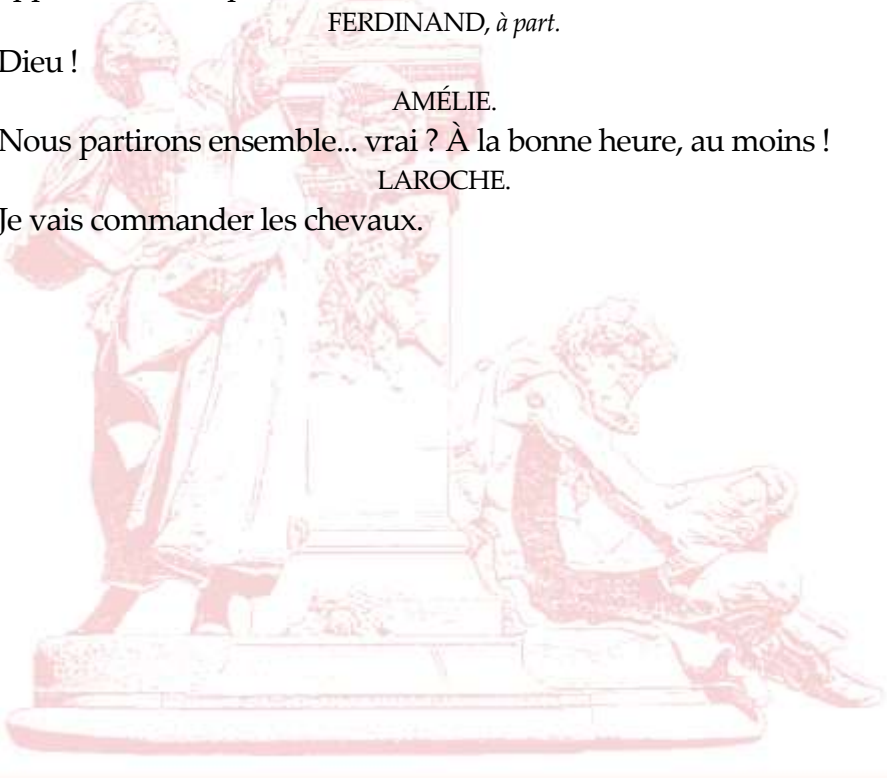 FERDINAND, à part.
Dieu !
AMÉLIE.
Nous partirons ensemble... vrai ? À la bonne heure, au moins !
LAROCHE.
Je vais commander les chevaux.